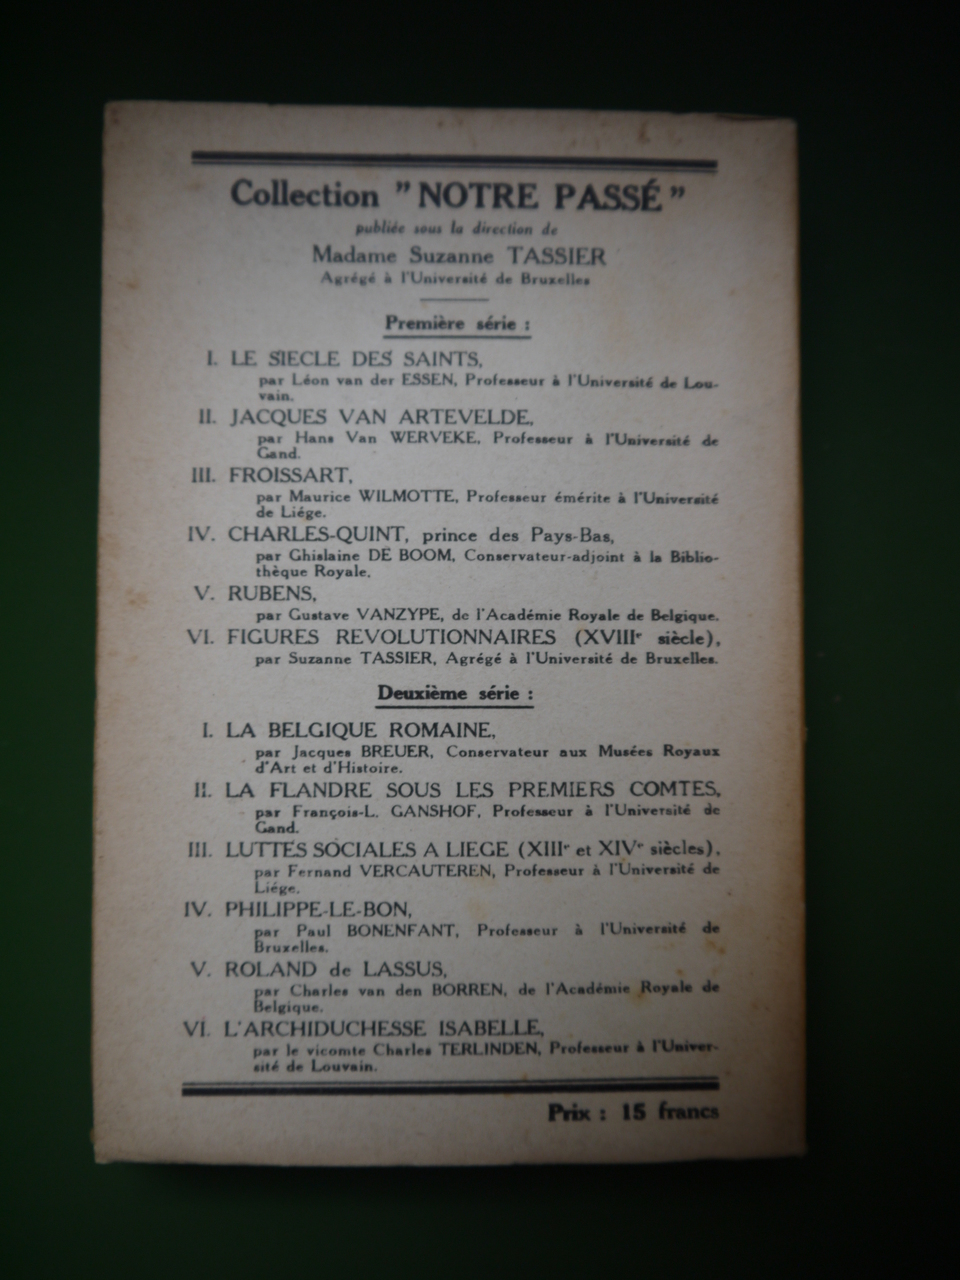 Collection "NOTRE PASSÉ"
publiée sous la direction de
Madame Suzanne TASSIER
Agrégé à l'Université de Bruxelles
Première série :
I. LE SIECLE DES SAINTS,
par Léon van der ESSEN, Professeur à l'Université de Lou-
vain.
II. JACQUES VAN ARTEVELDE,
par Hans Van WERVEKE, Professeur à l'Université de
Gand.
III. FROISSART,
par Maurice WILMOTTE, Professeur émérite à l'Université
de Liége.
IV. CHARLES-QUINT, prince des Pays-Bas,
par Ghislaine DE BOOM, Conservateur-adjoint à la Biblio-
thèque Royale.
V. RUBENS,
par Gustave VANZYPE, de l'Académie Royale de Belgique.
VI. FIGURES REVOLUTIONNAIRES (XVIIIe siècle),
par Suzanne TASSIER, Agrégé à l'Université de Bruxelles.
Deuxième série :
I. LA BELGIQUE ROMAINE,
par Jacques BREUER, Conservateur aux Musées Royaux
d'Art et d'Histoire.
II. LA FLANDRE SOUS LES PREMIERS COMTES,
par François-L. GANSHOF, Professeur à l'Université de
Gand.
III. LUTTES SOCIALES A LIEGE (XIIIe et XIVe siècles),
par Fernand VERCAUTEREN, Professeur à l'Université de
Liége.
IV. PHILIPPE-LE-BON,
par Paul BONENFANT, Professeur à l'Université de
Bruxelles.
V. ROLAND de LASSUS,
par Charles van den BORREN, de l'Académie Royale de
Belgique.
VI. L'ARCHIDUCHESSE ISABELLE,
par le vicomte Charles TERLINDEN, Professeur à l'Univer-
sité de Louvain.
Prix : 15 francs